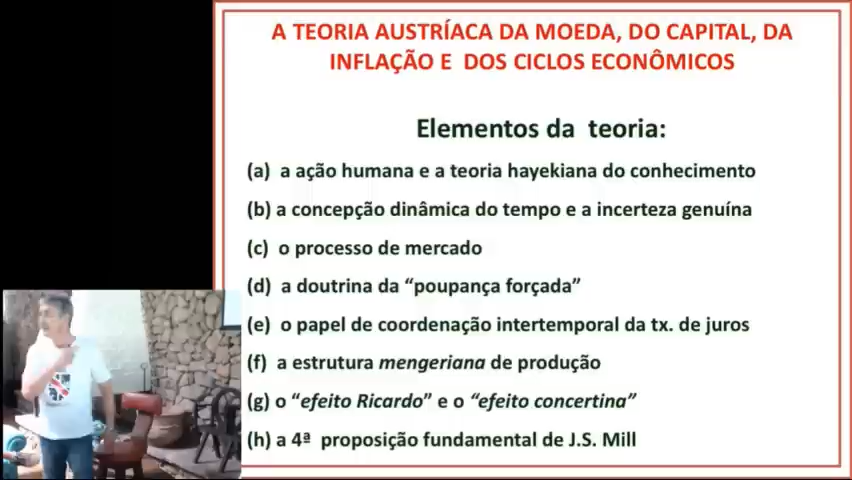 A TEORIA AUSTRÍACA DA MOEDA, DO CAPITAL, DA
INFLAÇÃO E DOS CICLOS ECONÔMICOS
Elementos da teoria:
(a) a ação humana e a teoria hayekiana do conhecimento
(b) a concepção dinâmica do tempo e a incerteza genuína
(c) o processo de mercado
(d) a doutrina da “poupança forçada”
(e) o papel de coordenação intertemporal da tx. de juros
(f) a estrutura mengeriana de produção
(g) o “efeito Ricardo” e o “efeito concertina”
(h) a 4ª proposição fundamental de J.S. Mill